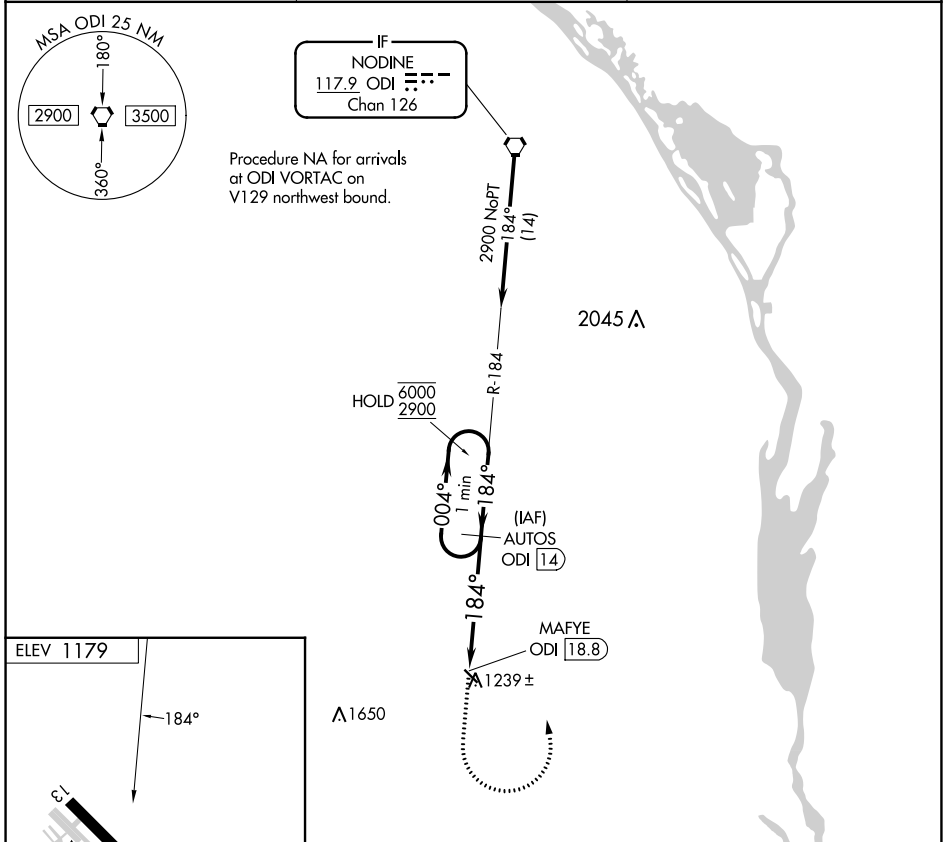 MSA ODI 25 NM
180°
2900
3500
360°
IF
NODINE
117.9 ODI
Chan 126
Procedure NA for arrivals
at ODI VORTAC on
V129 northwest bound.
2900 NoPT
184°
(14)
2045
R-184
HOLD 6000
2900
004°
1 min
184°
(IAF)
AUTOS
ODI 14
184°
MAFYE
ODI 18.8
1239 ±
1650
ELEV 1179
184°
13